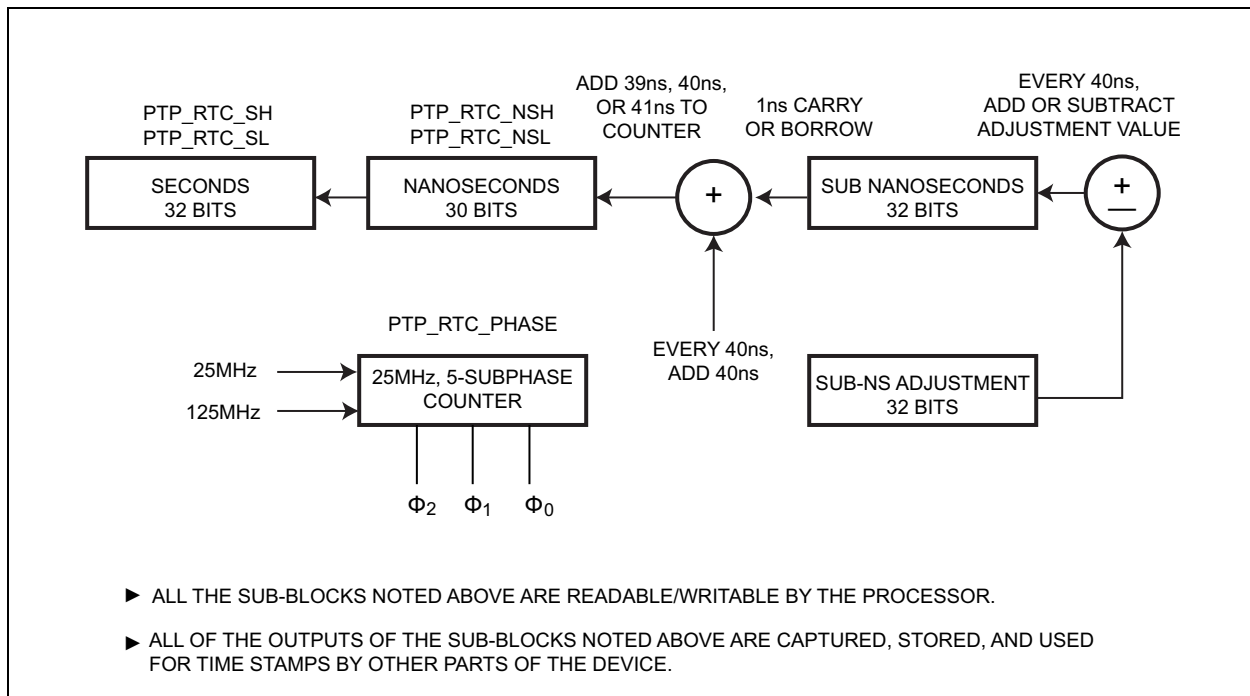 PTP_RTC_SH
PTP_RTC_SL
SECONDS
32 BITS
PTP_RTC_NSH
PTP_RTC_NSL
NANOSECONDS
30 BITS
ADD 39ns, 40ns,
OR 41ns TO
COUNTER
+
1ns CARRY
OR BORROW
SUB NANOSECONDS
32 BITS
EVERY 40ns,
ADD OR SUBTRACT
ADJUSTMENT VALUE
+
—
PTP_RTC_PHASE
25MHz
125MHz
25MHz, 5-SUBPHASE
COUNTER
Φ2 Φ1 Φ0
EVERY 40ns,
ADD 40ns
SUB-NS ADJUSTMENT
32 BITS
► ALL THE SUB-BLOCKS NOTED ABOVE ARE READABLE/WRITABLE BY THE PROCESSOR.
► ALL OF THE OUTPUTS OF THE SUB-BLOCKS NOTED ABOVE ARE CAPTURED, STORED, AND USED
FOR TIME STAMPS BY OTHER PARTS OF THE DEVICE.